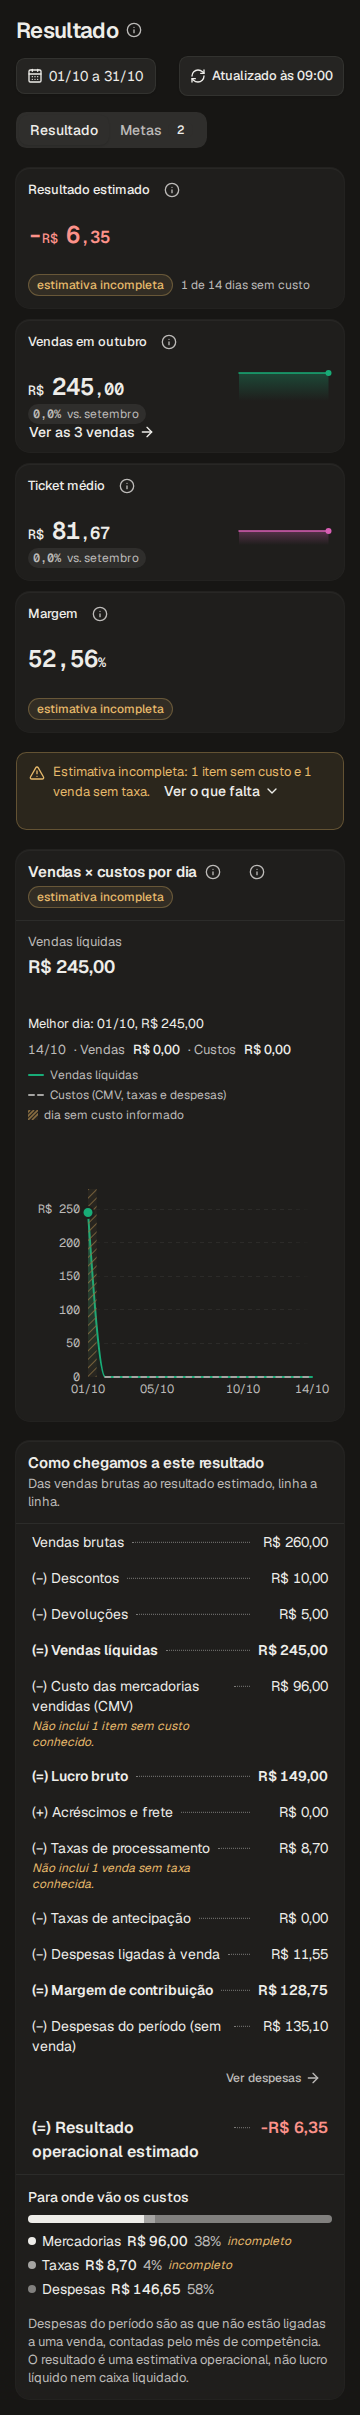 Resultado
01/10 a 31/10
Atualizado às 09:00
Resultado Metas 2
Resultado estimado
-R$ 6,35
estimativa incompleta 1 de 14 dias sem custo
Vendas em outubro
R$ 245,00
0,0% vs. setembro
Ver as 3 vendas →
Ticket médio
R$ 81,67
0,0% vs. setembro
Margem
52,56%
estimativa incompleta
Estimativa incompleta: 1 item sem custo e 1
venda sem taxa. Ver o que falta
Vendas × custos por dia
estimativa incompleta
Vendas líquidas
R$ 245,00
Melhor dia: 01/10, R$ 245,00
14/10 · Vendas R$ 0,00 · Custos R$ 0,00
Vendas líquidas
Custos (CMV, taxas e despesas)
dia sem custo informado
R$ 250
200
150
100
50
0
01/10 05/10 10/10 14/10
Como chegamos a este resultado
Das vendas brutas ao resultado estimado, linha a
linha.
Vendas brutas R$ 260,00
(−) Descontos R$ 10,00
(−) Devoluções R$ 5,00
(=) Vendas líquidas R$ 245,00
(−) Custo das mercadorias R$ 96,00
vendidas (CMV)
Não inclui 1 item sem custo
conhecido.
(=) Lucro bruto R$ 149,00
(+) Acréscimos e frete R$ 0,00
(−) Taxas de processamento R$ 8,70
Não inclui 1 venda sem taxa
conhecida.
(−) Taxas de antecipação R$ 0,00
(−) Despesas ligadas à venda R$ 11,55
(=) Margem de contribuição R$ 128,75
(−) Despesas do período (sem R$ 135,10
venda)
Ver despesas →
(=) Resultado -R$ 6,35
operacional estimado
Para onde vão os custos
Mercadorias R$ 96,00 38% incompleto
Taxas R$ 8,70 4% incompleto
Despesas R$ 146,65 58%
Despesas do período são as que não estão ligadas
a uma venda, contadas pelo mês de competência.
O resultado é uma estimativa operacional, não lucro
líquido nem caixa liquidado.